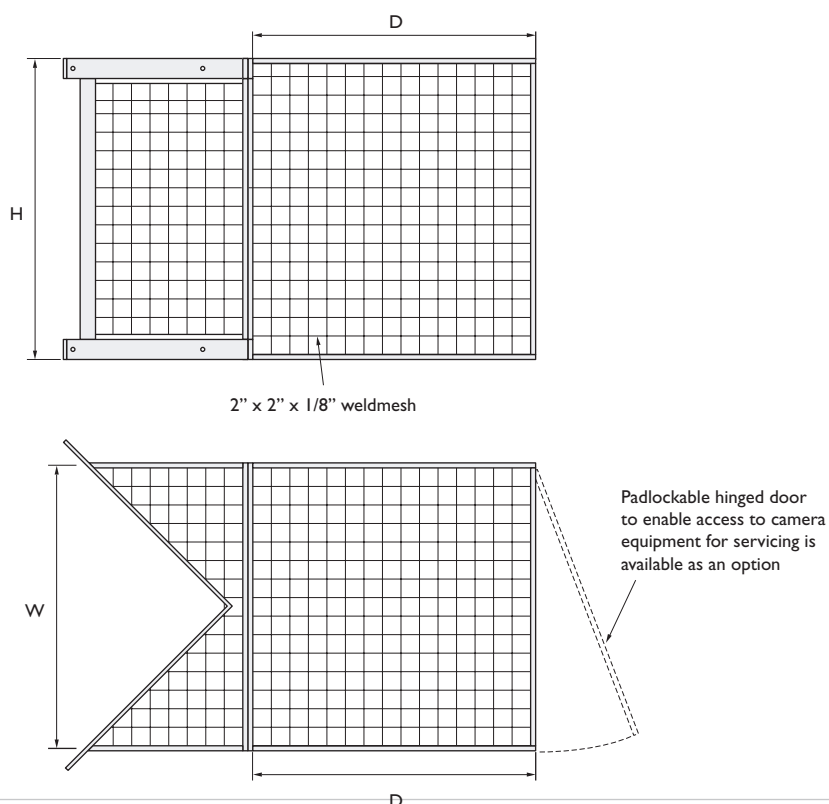 D
H
2” x 2” x 1/8” weldmesh
Padlockable hinged door
to enable access to camera
equipment for servicing is
available as an option
W
D